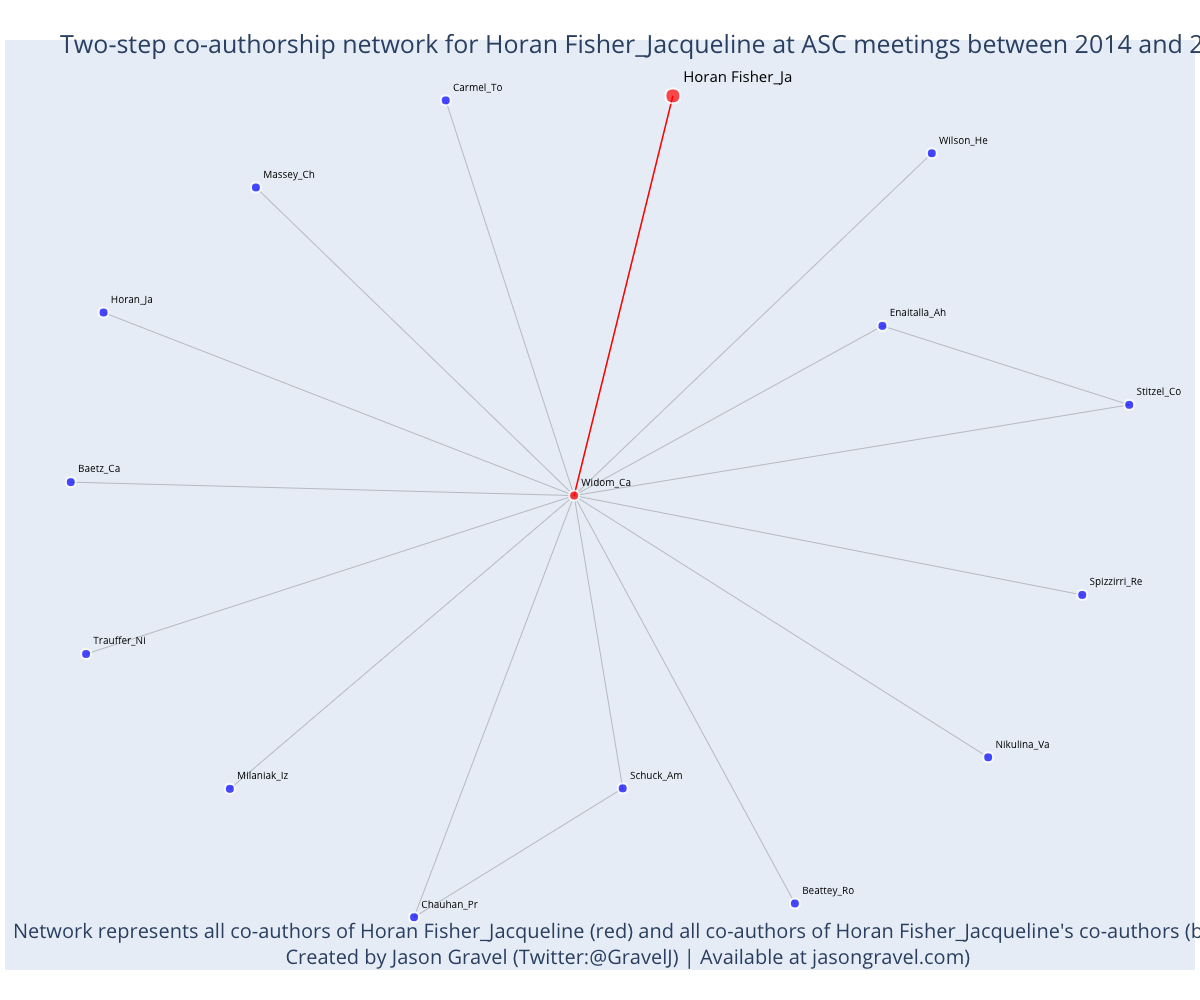 Two-step co-authorship network for Horan Fisher_Jacqueline at ASC meetings between 2014 and 2
Horan Fisher_Ja
Carmel_To
Wilson_He
Massey_Ch
Horan_Ja
Enaitalla_Ah
Stitzel_Co
Baetz_Ca
Widom_Ca
Spizzirri_Re
Trauffer_Ni
Nikulina_Va
Milaniak_Iz
Schuck_Am
Beattey_Ro
Chauhan_Pr
Network represents all co-authors of Horan Fisher_Jacqueline (red) and all co-authors of Horan Fisher_Jacqueline's co-authors (b
Created by Jason Gravel (Twitter:@GravelJ) | Available at jasongravel.com)